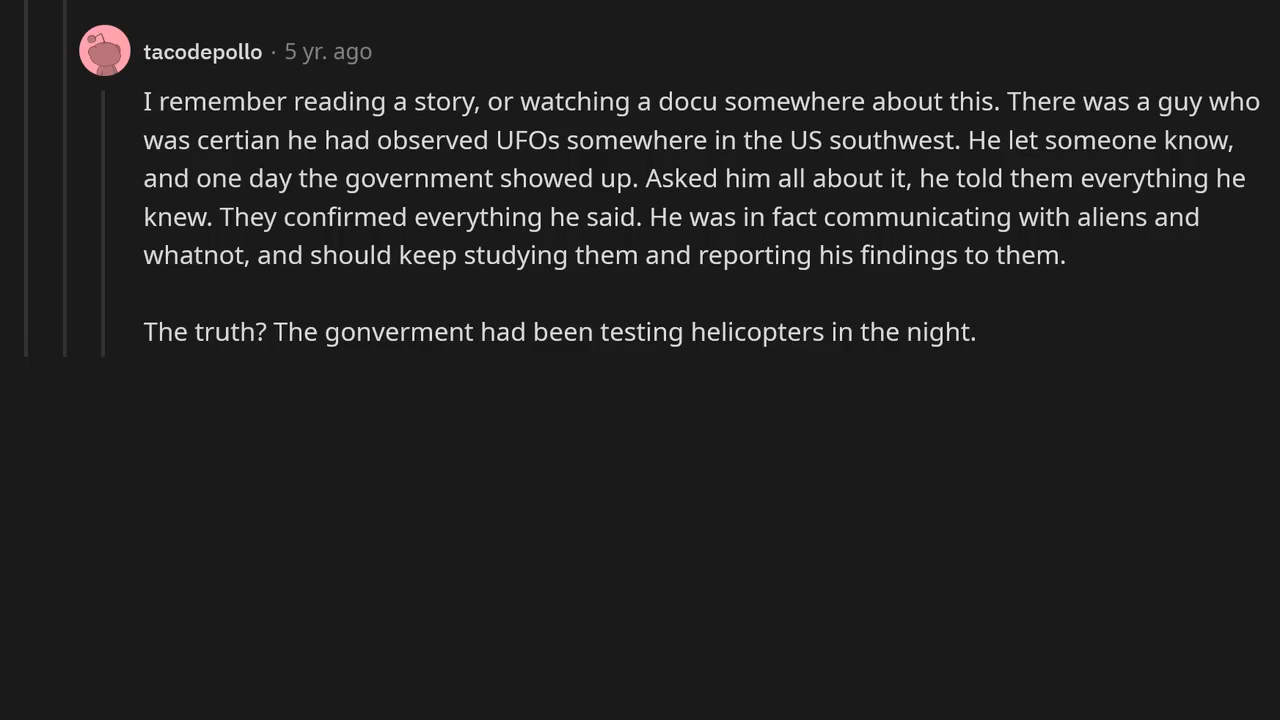 tacodepollo · 5 yr. ago
I remember reading a story, or watching a docu somewhere about this. There was a guy who
was certian he had observed UFOs somewhere in the US southwest. He let someone know,
and one day the government showed up. Asked him all about it, he told them everything he
knew. They confirmed everything he said. He was in fact communicating with aliens and
whatnot, and should keep studying them and reporting his findings to them.
The truth? The gonverment had been testing helicopters in the night.